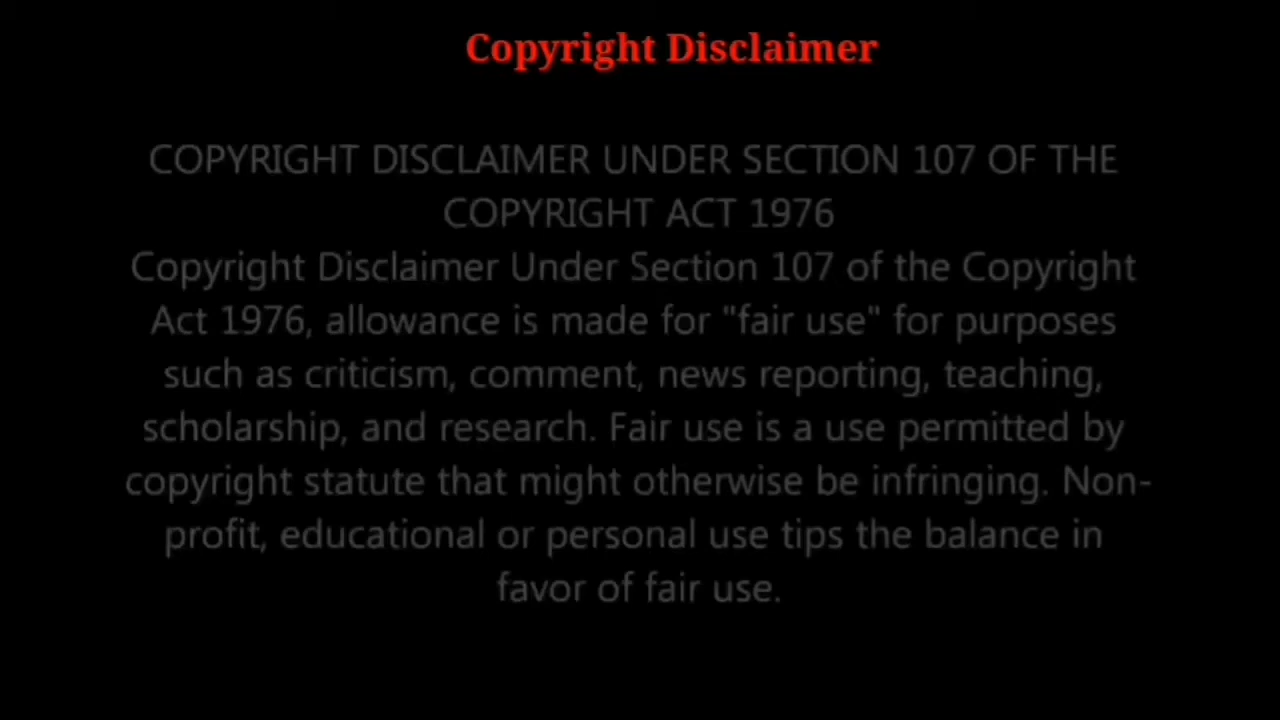 Copyright Disclaimer
COPYRIGHT DISCLAIMER UNDER SECTION 107 OF THE
COPYRIGHT ACT 1976
Copyright Disclaimer Under Section 107 of the Copyright
Act 1976, allowance is made for "fair use" for purposes
such as criticism, comment, news reporting, teaching,
scholarship, and research. Fair use is a use permitted by
copyright statute that might otherwise be infringing. Non-
profit, educational or personal use tips the balance in
favor of fair use.